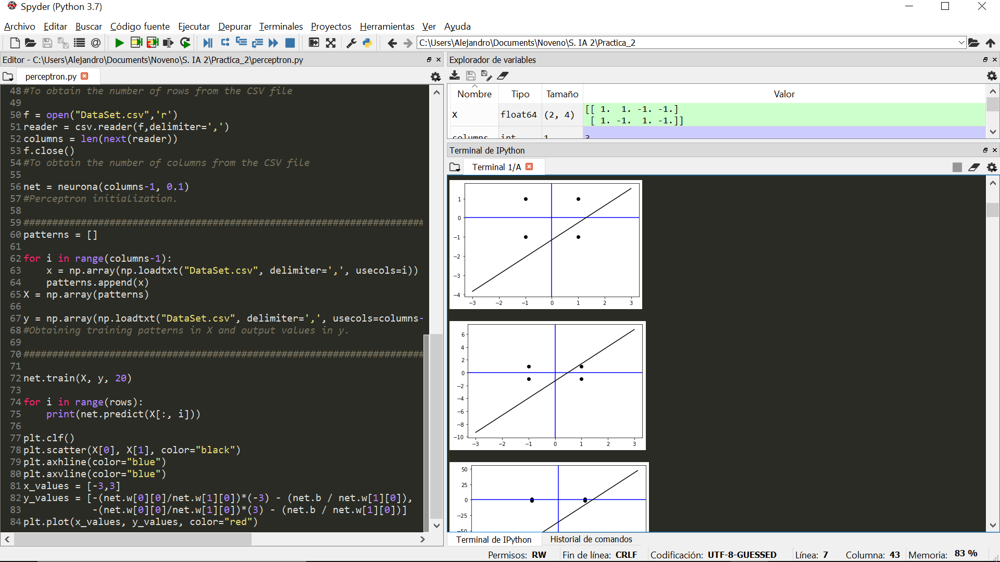 Spyder (Python 3.7)
Archivo Editar Buscar Código fuente Ejecutar Depurar Terminales Proyectos Herramientas Ver Ayuda
C:\Users\Alejandro\Documents\Noveno\S. IA 2\Practica_2
Editor - C:\Users\Alejandro\Documents\Noveno\S. IA 2\Practica_2\perceptron.py
perceptron.py
48 #To obtain the number of rows from the CSV file
49
50 f = open("DataSet.csv",'r')
51 reader = csv.reader(f,delimiter=',')
52 columns = len(next(reader))
53 f.close()
54 #To obtain the number of columns from the CSV file
55
56 net = neurona(columns-1, 0.1)
57 #Perceptron initialization.
58
59 ######################################################################
60 patterns = []
61
62 for i in range(columns-1):
63     x = np.array(np.loadtxt("DataSet.csv", delimiter=',', usecols=i))
64     patterns.append(x)
65 X = np.array(patterns)
66
67 y = np.array(np.loadtxt("DataSet.csv", delimiter=',', usecols=columns-
68 #Obtaining training patterns in X and output values in y.
69
70 ######################################################################
71
72 net.train(X, y, 20)
73
74 for i in range(rows):
75     print(net.predict(X[:, i]))
76
77 plt.clf()
78 plt.scatter(X[0], X[1], color="black")
79 plt.axhline(color="blue")
80 plt.axvline(color="blue")
81 x_values = [-3,3]
82 y_values = [-(net.w[0][0]/net.w[1][0])*(-3) - (net.b / net.w[1][0]),
83             -(net.w[0][0]/net.w[1][0])*(3) - (net.b / net.w[1][0])]
84 plt.plot(x_values, y_values, color="red")
Explorador de variables
Nombre Tipo Tamaño Valor
X float64 (2, 4) [[ 1.  1. -1. -1.]
[ 1. -1.  1. -1.]]
columns int 1 3
Terminal de IPython
Terminal 1/A
1
0
−1
−2
−3
−4
−3 −2 −1 0 1 2 3
6
4
2
0
−2
−4
−6
−8
−10
−3 −2 −1 0 1 2 3
50
25
0
−25
−50
Terminal de IPython Historial de comandos
Permisos: RW Fin de línea: CRLF Codificación: UTF-8-GUESSED Línea: 7 Columna: 43 Memoria: 83 %